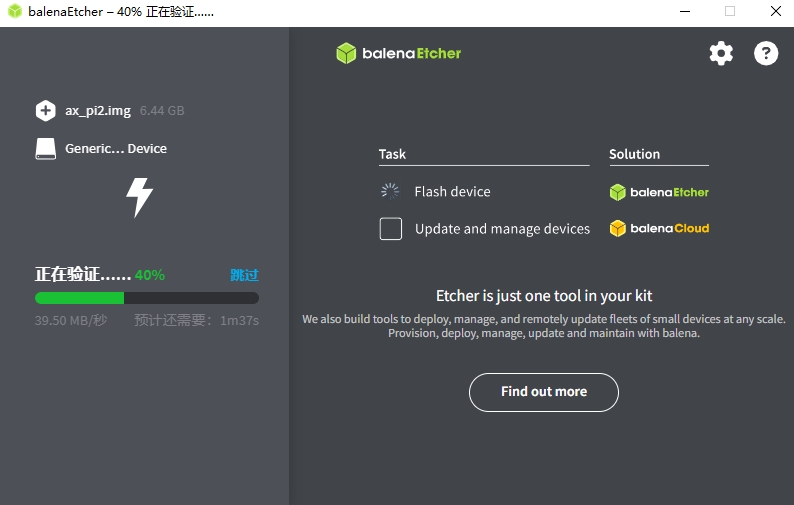 balenaEtcher – 40% 正在验证......
balenaEtcher
ax_pi2.img 6.44 GB
Generic... Device
正在验证...... 40% 跳过
39.50 MB/秒 预计还需要：1m37s
Task Solution
Flash device balenaEtcher
Update and manage devices balenaCloud
Etcher is just one tool in your kit
We also build tools to deploy, manage, and remotely update fleets of small devices at any scale.
Provision, deploy, manage, update and maintain with balena.
Find out more